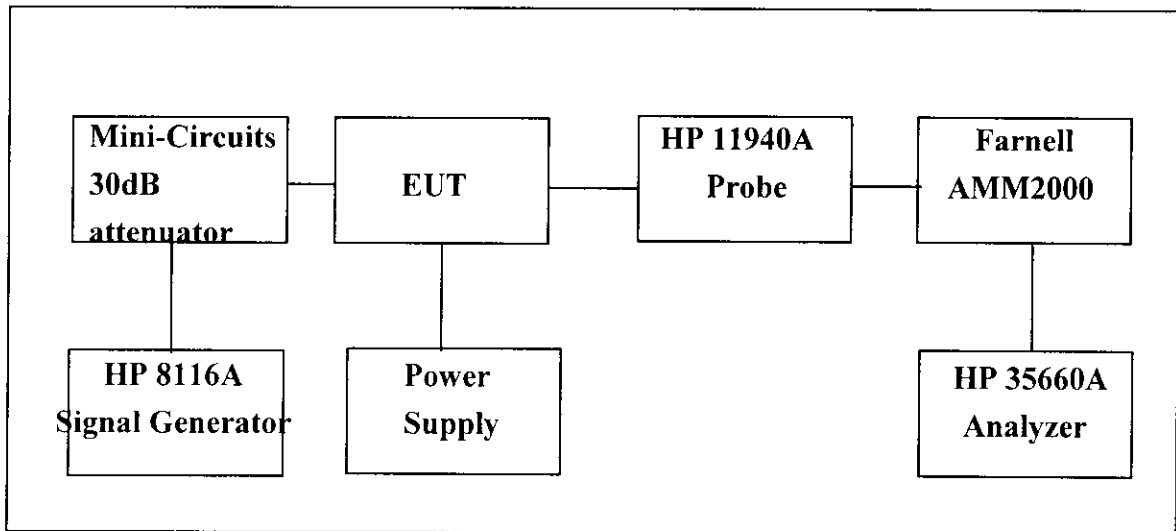 Mini-Circuits
30dB
attenuator
EUT
HP 11940A
Probe
Farnell
AMM2000
HP 8116A
Signal Generator
Power
Supply
HP 35660A
Analyzer